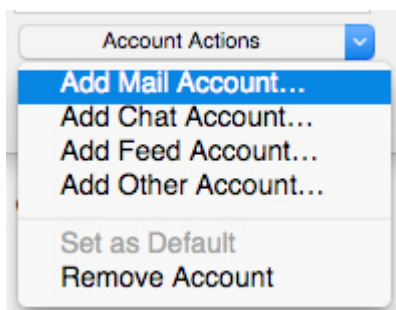 Account Actions
Add Mail Account...
Add Chat Account...
Add Feed Account...
Add Other Account...
Set as Default
Remove Account